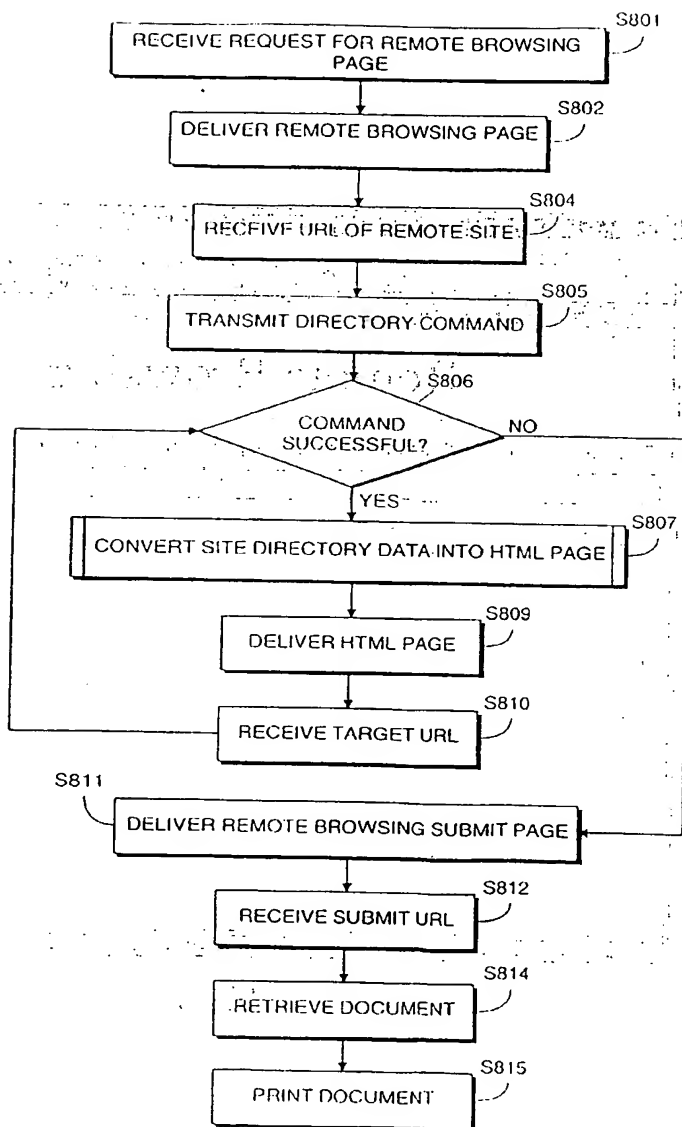 S801
RECEIVE REQUEST FOR REMOTE BROWSING
PAGE
S802
DELIVER REMOTE BROWSING PAGE
S804
RECEIVE URL OF REMOTE SITE
S805
TRANSMIT DIRECTORY COMMAND
S806
COMMAND
SUCCESSFUL?
NO
YES
S807
CONVERT SITE DIRECTORY DATA INTO HTML PAGE
S809
DELIVER HTML PAGE
S810
RECEIVE TARGET URL
S811
DELIVER REMOTE BROWSING SUBMIT PAGE
S812
RECEIVE SUBMIT URL
S814
RETRIEVE DOCUMENT
S815
PRINT DOCUMENT